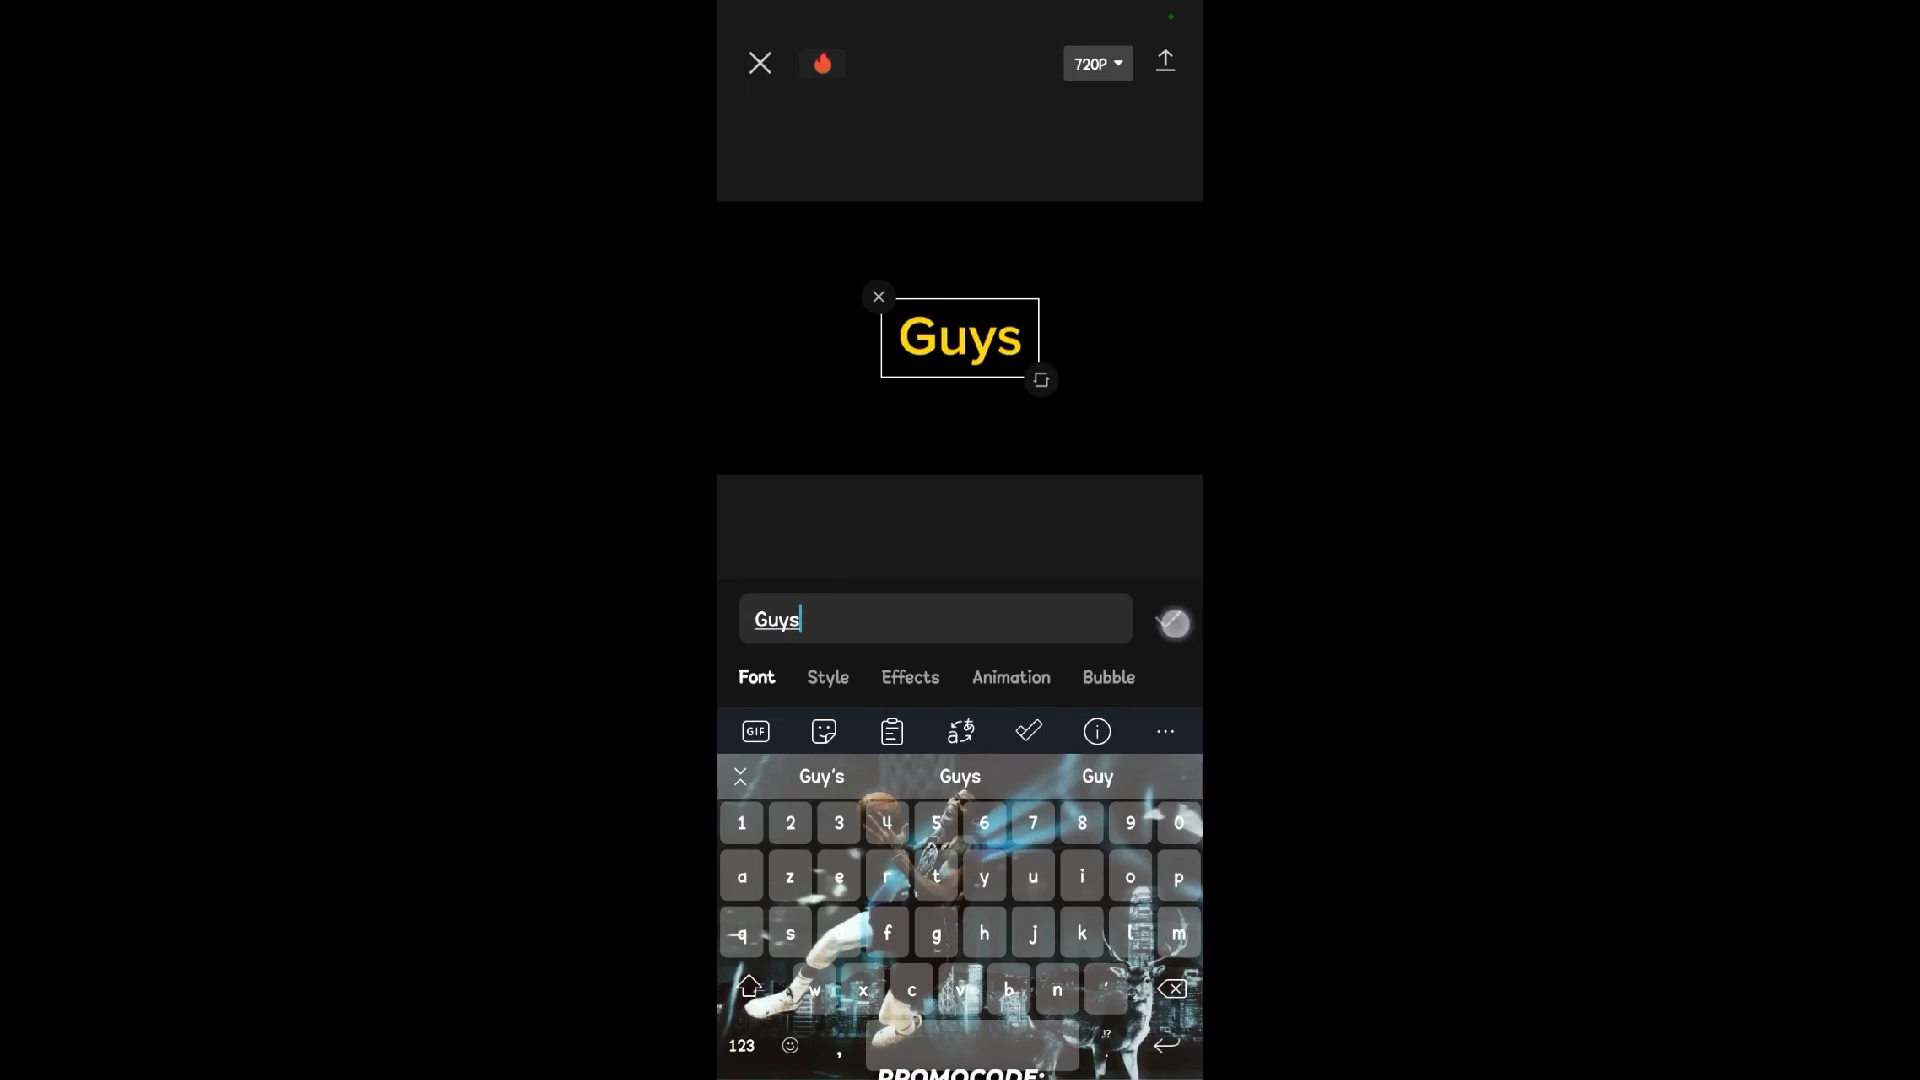 720P
Guys
Guys
Font Style Effects Animation Bubble
GIF
Guy's Guys Guy
1 2 3 4 5 6 7 8 9 0
a z e r t y u i o p
q s f g h j k l m
w x c v b n '
123 , !? .
PROMOCODE: